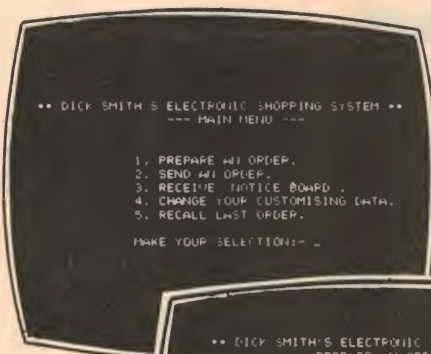 •• DICK SMITH'S ELECTRONIC SHOPPING SYSTEM ••
--- MAIN MENU ---
1. PREPARE AN ORDER.
2. SEND AN ORDER.
3. RECEIVE NOTICE BOARD .
4. CHANGE YOUR CUSTOMISING DATA.
5. RECALL LAST ORDER.
MAKE YOUR SELECTION:- _
•• DICK SMITH'S ELECTRONIC